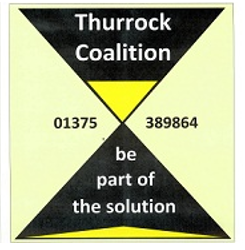 Thurrock
Coalition
01375 389864
be
part of
the solution